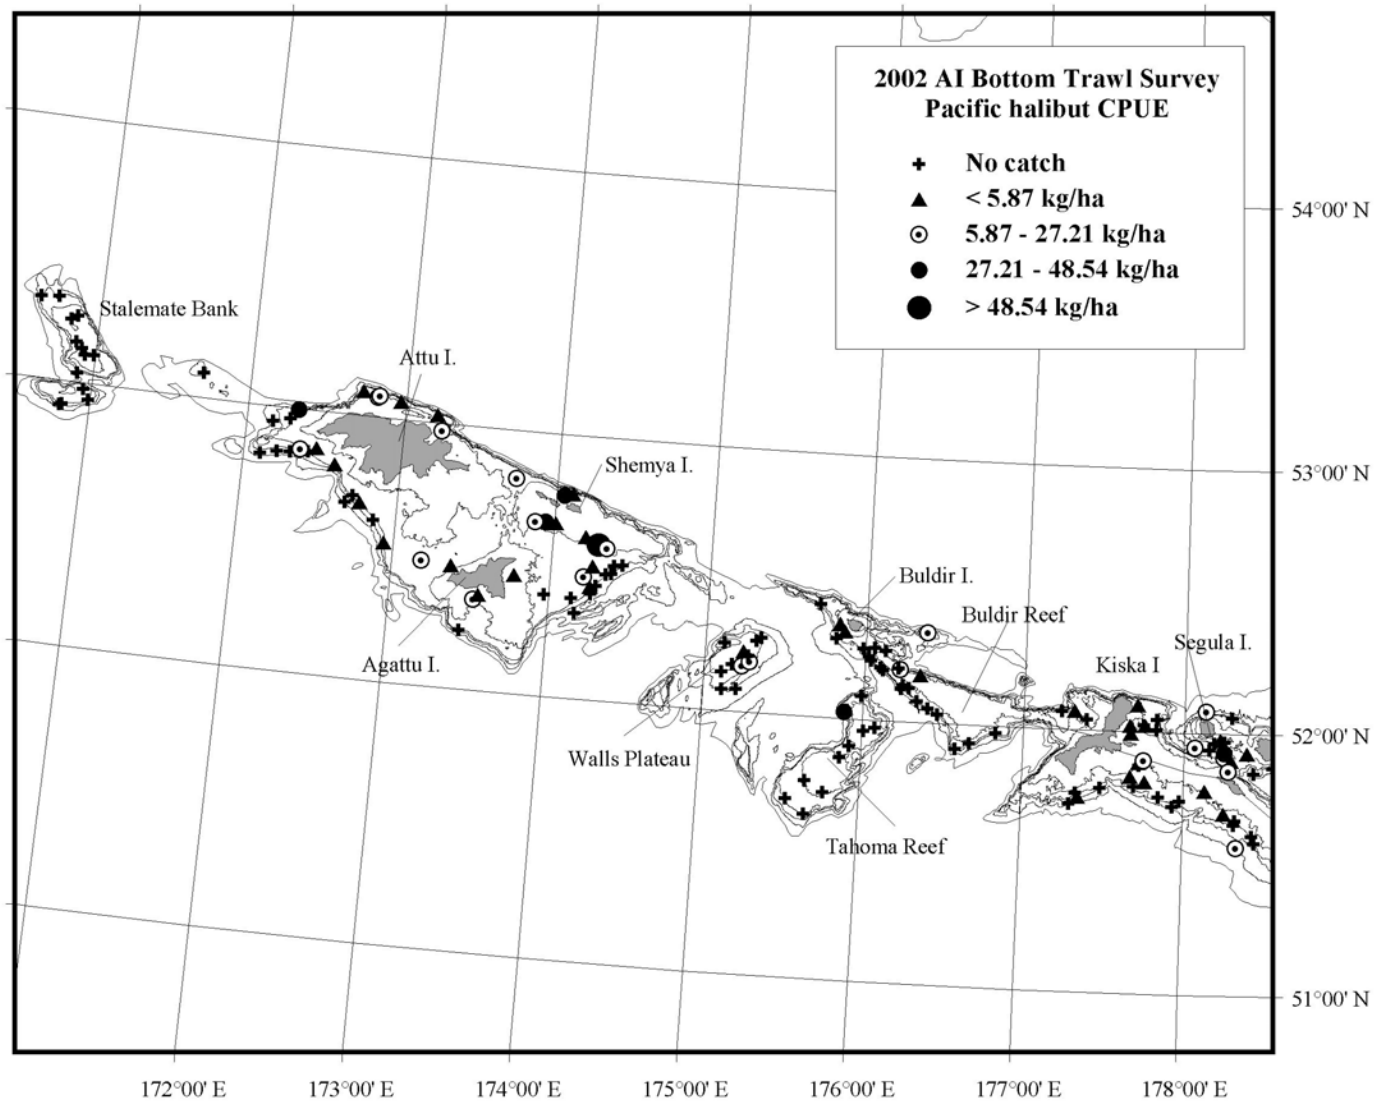 2002 AI Bottom Trawl Survey
Pacific halibut CPUE
No catch
< 5.87 kg/ha
5.87 - 27.21 kg/ha
27.21 - 48.54 kg/ha
> 48.54 kg/ha
54°00' N
Stalemate Bank
Attu I.
Shemya I.
53°00' N
Buldir I.
Buldir Reef
Segula I.
Agattu I.
Kiska I
52°00' N
Walls Plateau
Tahoma Reef
51°00' N
172°00' E
173°00' E
174°00' E
175°00' E
176°00' E
177°00' E
178°00' E